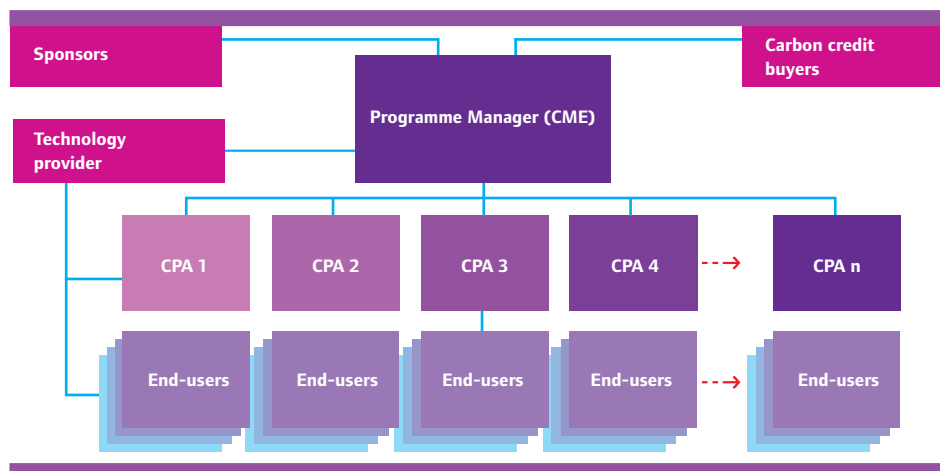 Sponsors
Carbon credit
buyers
Programme Manager (CME)
Technology
provider
CPA 1
CPA 2
CPA 3
CPA 4
CPA n
End-users
End-users
End-users
End-users
End-users